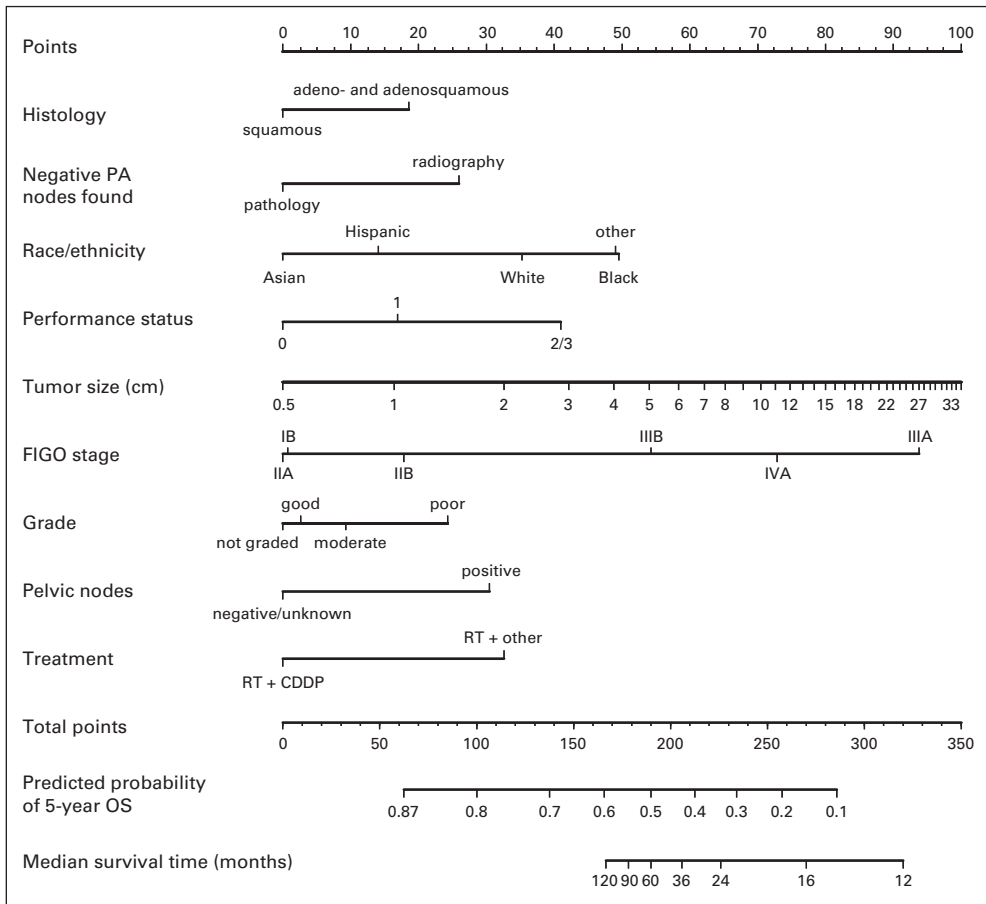 Points
0 10 20 30 40 50 60 70 80 90 100
adeno- and adenosquamous
Histology
squamous
radiography
Negative PA
nodes found
pathology
Hispanic other
Race/ethnicity
Asian White Black
1
Performance status
0 2/3
Tumor size (cm)
0.5 1 2 3 4 5 6 7 8 10 12 15 18 22 27 33
IB IIIB IIIA
FIGO stage
IIA IIB IVA
good poor
Grade
not graded moderate
positive
Pelvic nodes
negative/unknown
RT + other
Treatment
RT + CDDP
Total points
0 50 100 150 200 250 300 350
Predicted probability
of 5-year OS
0.87 0.8 0.7 0.6 0.5 0.4 0.3 0.2 0.1
Median survival time (months)
120 90 60 36 24 16 12